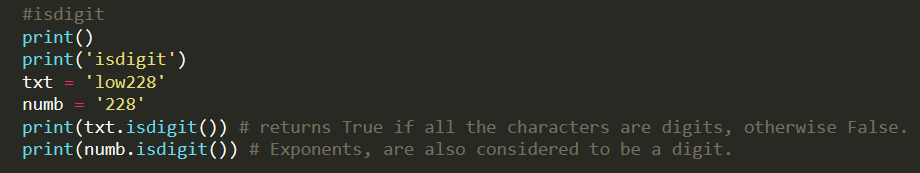 #isdigit
print()
print('isdigit')
txt = 'low228'
numb = '228'
print(txt.isdigit()) # returns True if all the characters are digits, otherwise False.
print(numb.isdigit()) # Exponents, are also considered to be a digit.